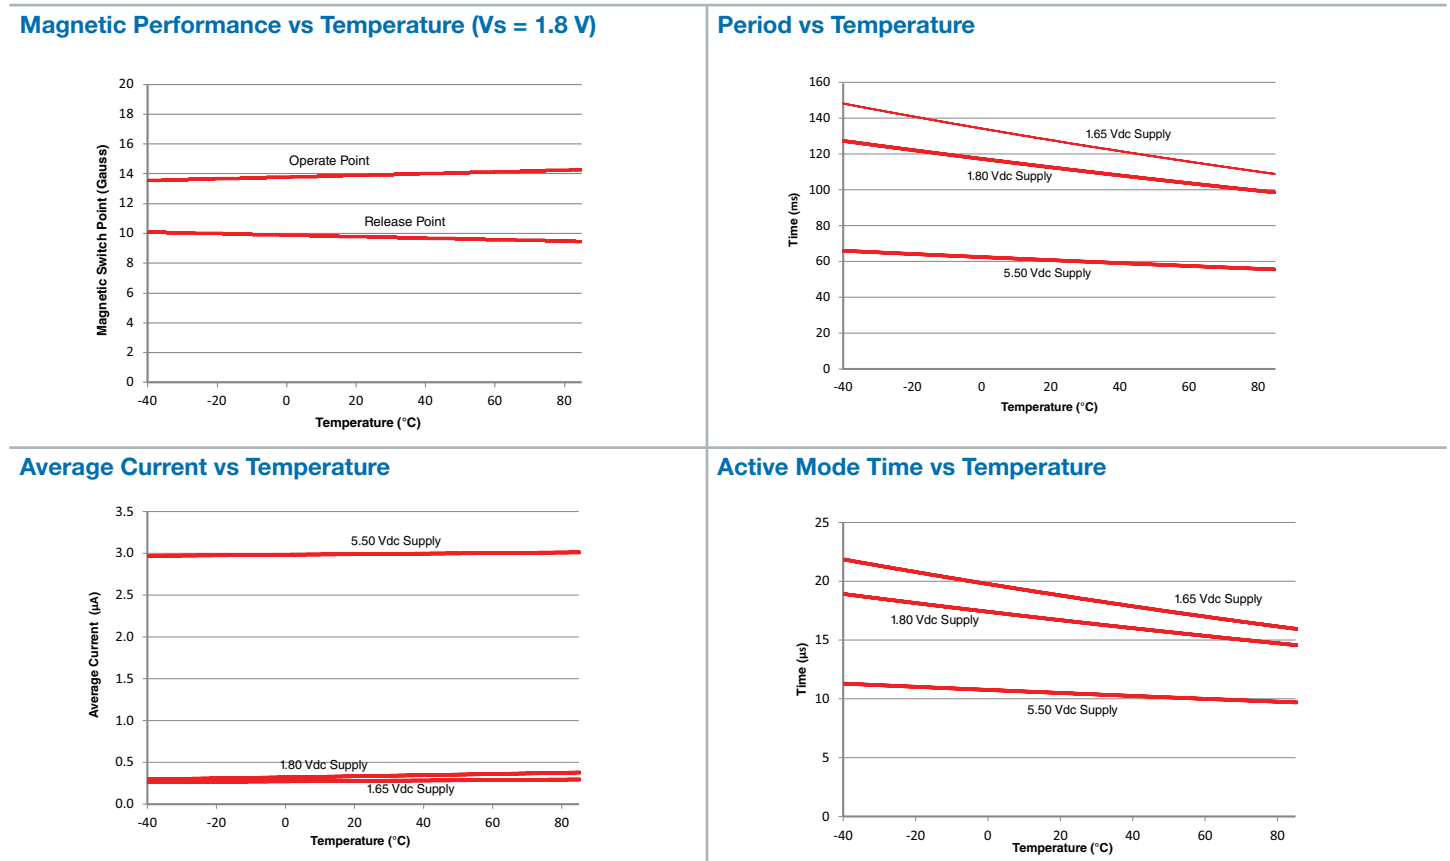 Magnetic Performance vs Temperature (Vs = 1.8 V)
20
18
16
14
12
10
8
6
4
2
0
Magnetic Switch Point (Gauss)
Operate Point
Release Point
-40 -20 0 20 40 60 80
Temperature (°C)
Period vs Temperature
160
140
120
100
80
60
40
20
0
Time (ms)
1.65 Vdc Supply
1.80 Vdc Supply
5.50 Vdc Supply
-40 -20 0 20 40 60 80
Temperature (°C)
Average Current vs Temperature
3.5
3.0
2.5
2.0
1.5
1.0
0.5
0.0
Average Current (µA)
5.50 Vdc Supply
1.80 Vdc Supply
1.65 Vdc Supply
-40 -20 0 20 40 60 80
Temperature (°C)
Active Mode Time vs Temperature
25
20
15
10
5
0
Time (µs)
1.65 Vdc Supply
1.80 Vdc Supply
5.50 Vdc Supply
-40 -20 0 20 40 60 80
Temperature (°C)